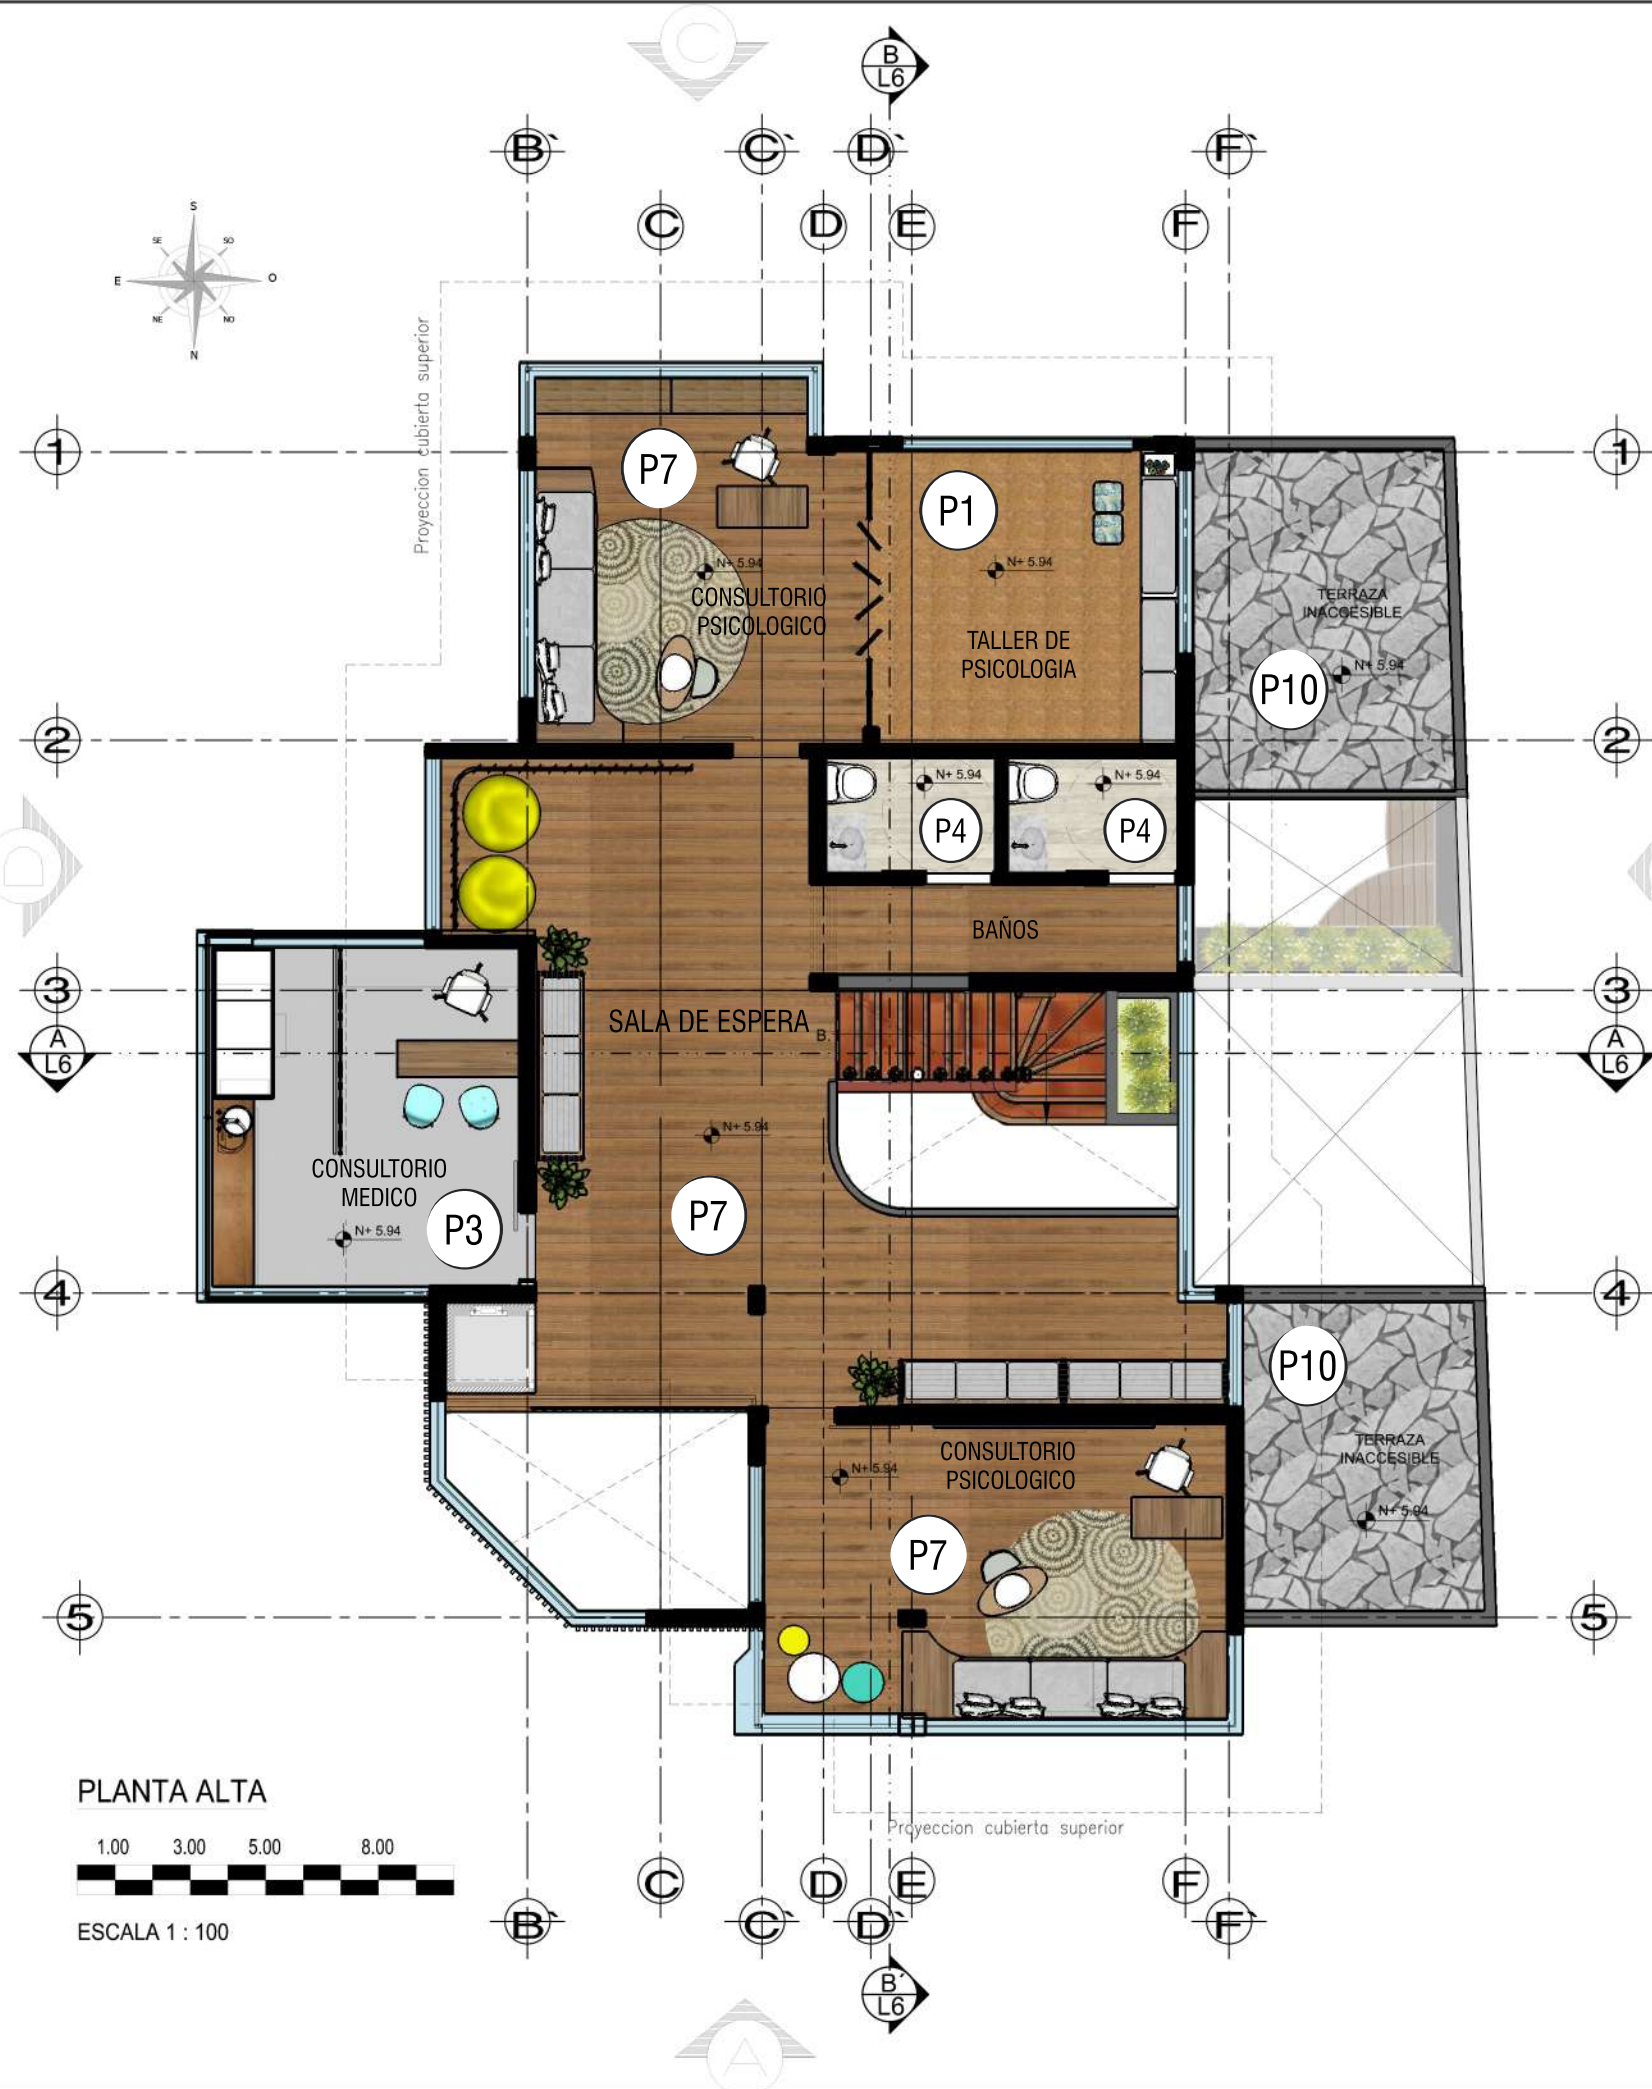 C
B
L6
B` C` D` F`
C D E F
S
SE SO
E O
NE NO
N
Proyeccion cubierta superior
1 1
P7
P1
N+ 5.94
N+ 5.94
CONSULTORIO
PSICOLOGICO
TALLER DE
PSICOLOGIA
TERRAZA
INACCESIBLE
N+ 5.94
P10
2 2
N+ 5.94
N+ 5.94
P4
P4
D
BAÑOS
3 3
SALA DE ESPERA
B.
A
L6
A
L6
N+ 5.94
CONSULTORIO
MEDICO
N+ 5.94
P3
P7
4 4
P10
CONSULTORIO
PSICOLOGICO
N+ 5.94
TERRAZA
INACCESIBLE
N+ 5.94
P7
5 5
PLANTA ALTA
1.00 3.00 5.00 8.00
ESCALA 1 : 100
Proyeccion cubierta superior
C D E F
B` C` D` F`
B´
L6
A